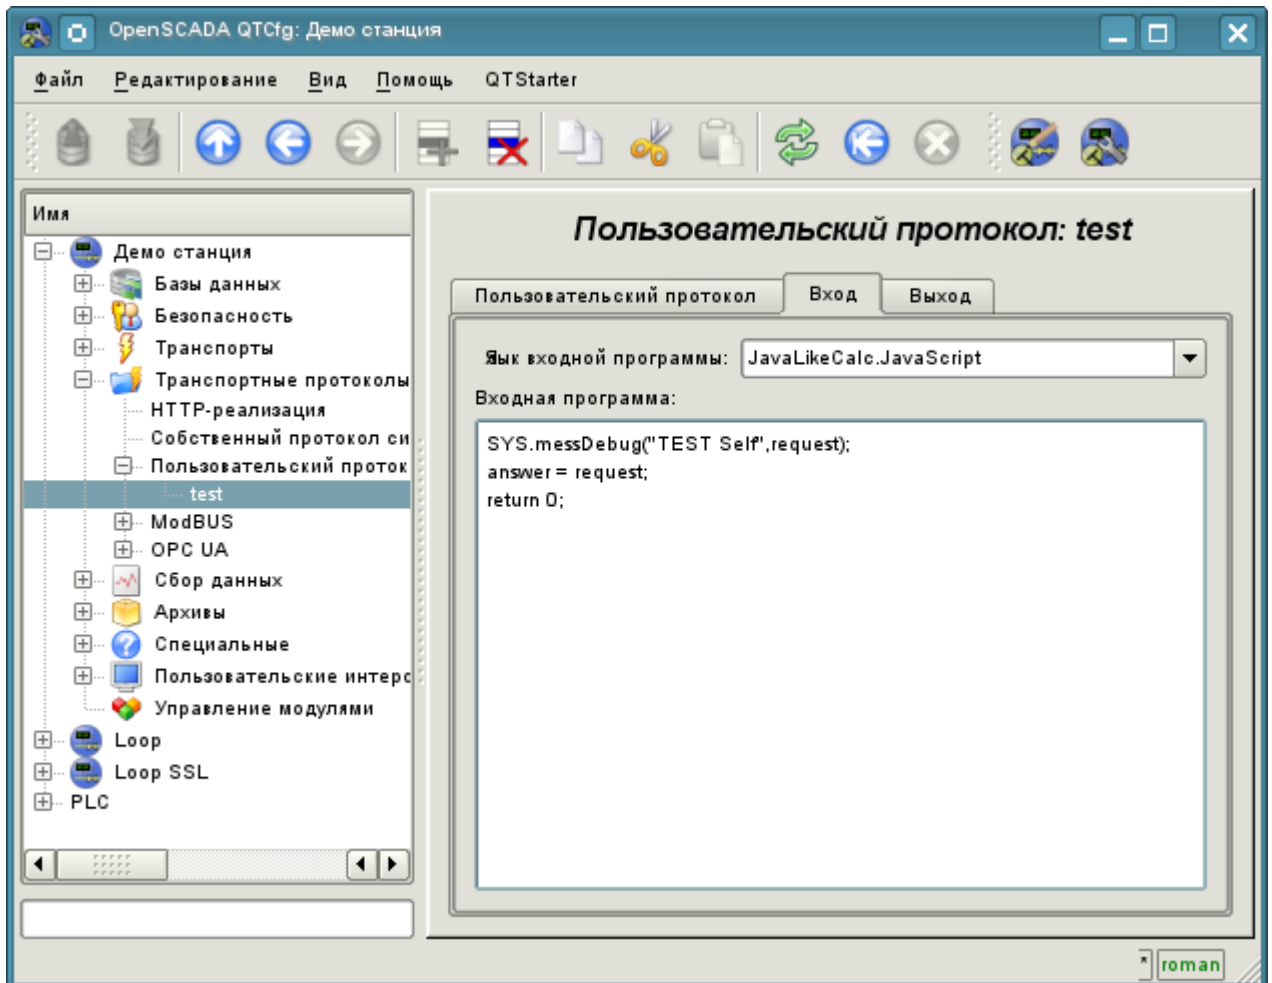 OpenSCADA QTCfg: Демо станция
Файл Редактирование Вид Помощь QTStarter
Имя
Демо станция
Базы данных
Безопасность
Транспорты
Транспортные протоколы
HTTP-реализация
Собственный протокол си
Пользовательский проток
test
ModBUS
OPC UA
Сбор данных
Архивы
Специальные
Пользовательские интерс
Управление модулями
Loop
Loop SSL
PLC
Пользовательский протокол: test
Пользовательский протокол Вход Выход
Язык входной программы: JavaLikeCalc.JavaScript
Входная программа:
SYS.messDebug("TEST Self",request);
answer = request;
return 0;
* roman